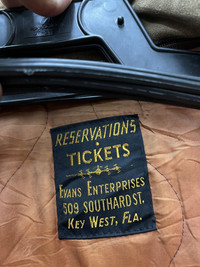 RESERVATIONS
&
TICKETS
EVANS ENTERPRISES
509 SOUTHARD ST.
KEY WEST, FLA.